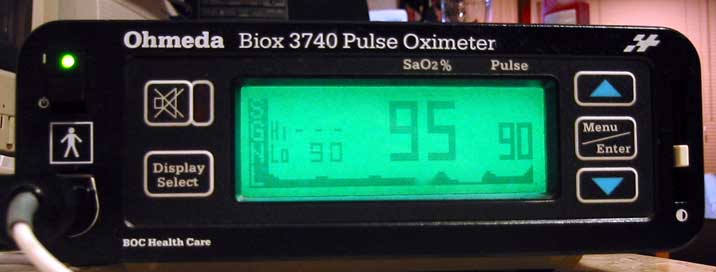 Ohmeda Biox 3740 Pulse Oximeter
SaO2 % Pulse
SIGNAL
Hi - - - -
Lo 90
95 90
Display
Select
Menu
Enter
BOC Health Care